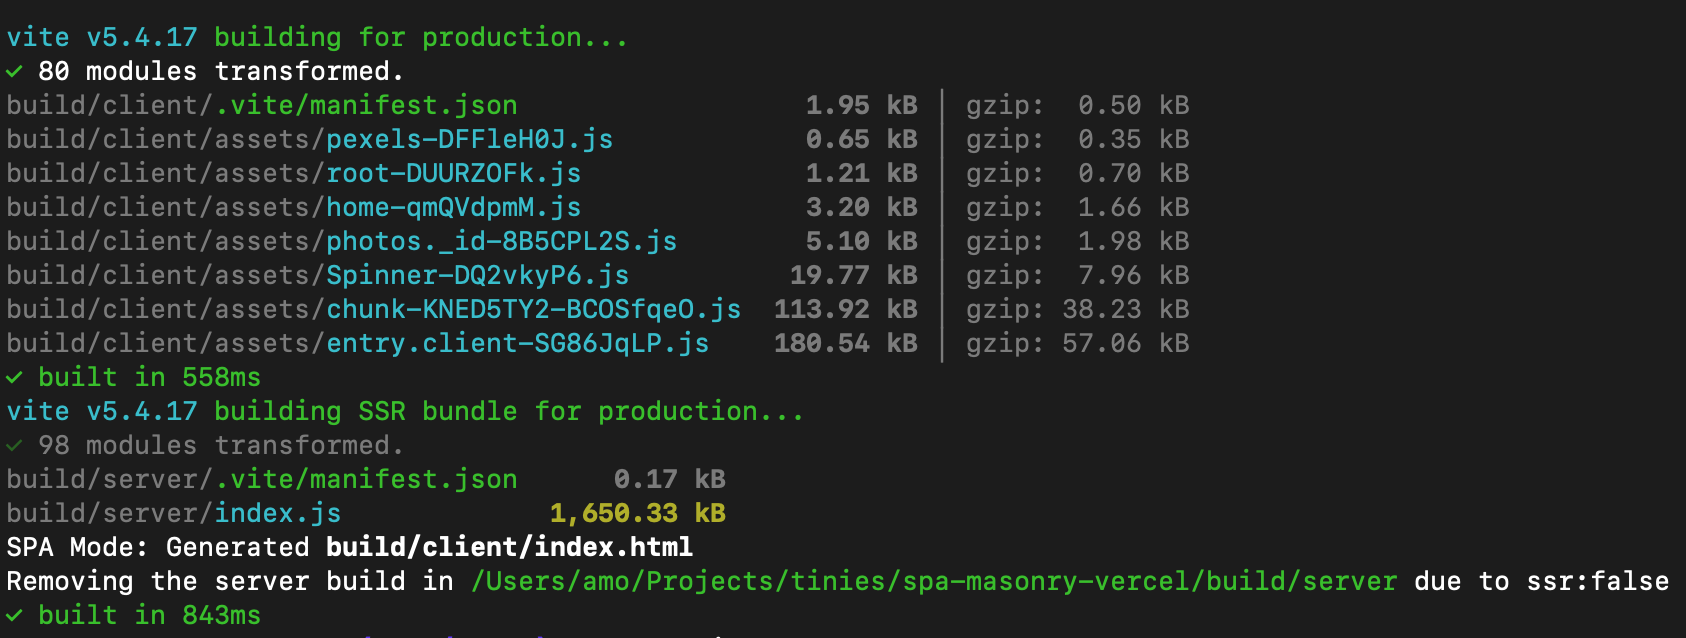 vite v5.4.17 building for production...
✓ 80 modules transformed.
build/client/.vite/manifest.json 1.95 kB │ gzip: 0.50 kB
build/client/assets/pexels-DFFleH0J.js 0.65 kB │ gzip: 0.35 kB
build/client/assets/root-DUURZOFk.js 1.21 kB │ gzip: 0.70 kB
build/client/assets/home-qmQVdpmM.js 3.20 kB │ gzip: 1.66 kB
build/client/assets/photos._id-8B5CPL2S.js 5.10 kB │ gzip: 1.98 kB
build/client/assets/Spinner-DQ2vkyP6.js 19.77 kB │ gzip: 7.96 kB
build/client/assets/chunk-KNED5TY2-BCOSfqeO.js 113.92 kB │ gzip: 38.23 kB
build/client/assets/entry.client-SG86JqLP.js 180.54 kB │ gzip: 57.06 kB
✓ built in 558ms
vite v5.4.17 building SSR bundle for production...
✓ 98 modules transformed.
build/server/.vite/manifest.json 0.17 kB
build/server/index.js 1,650.33 kB
SPA Mode: Generated build/client/index.html
Removing the server build in /Users/amo/Projects/tinies/spa-masonry-vercel/build/server due to ssr:false
✓ built in 843ms